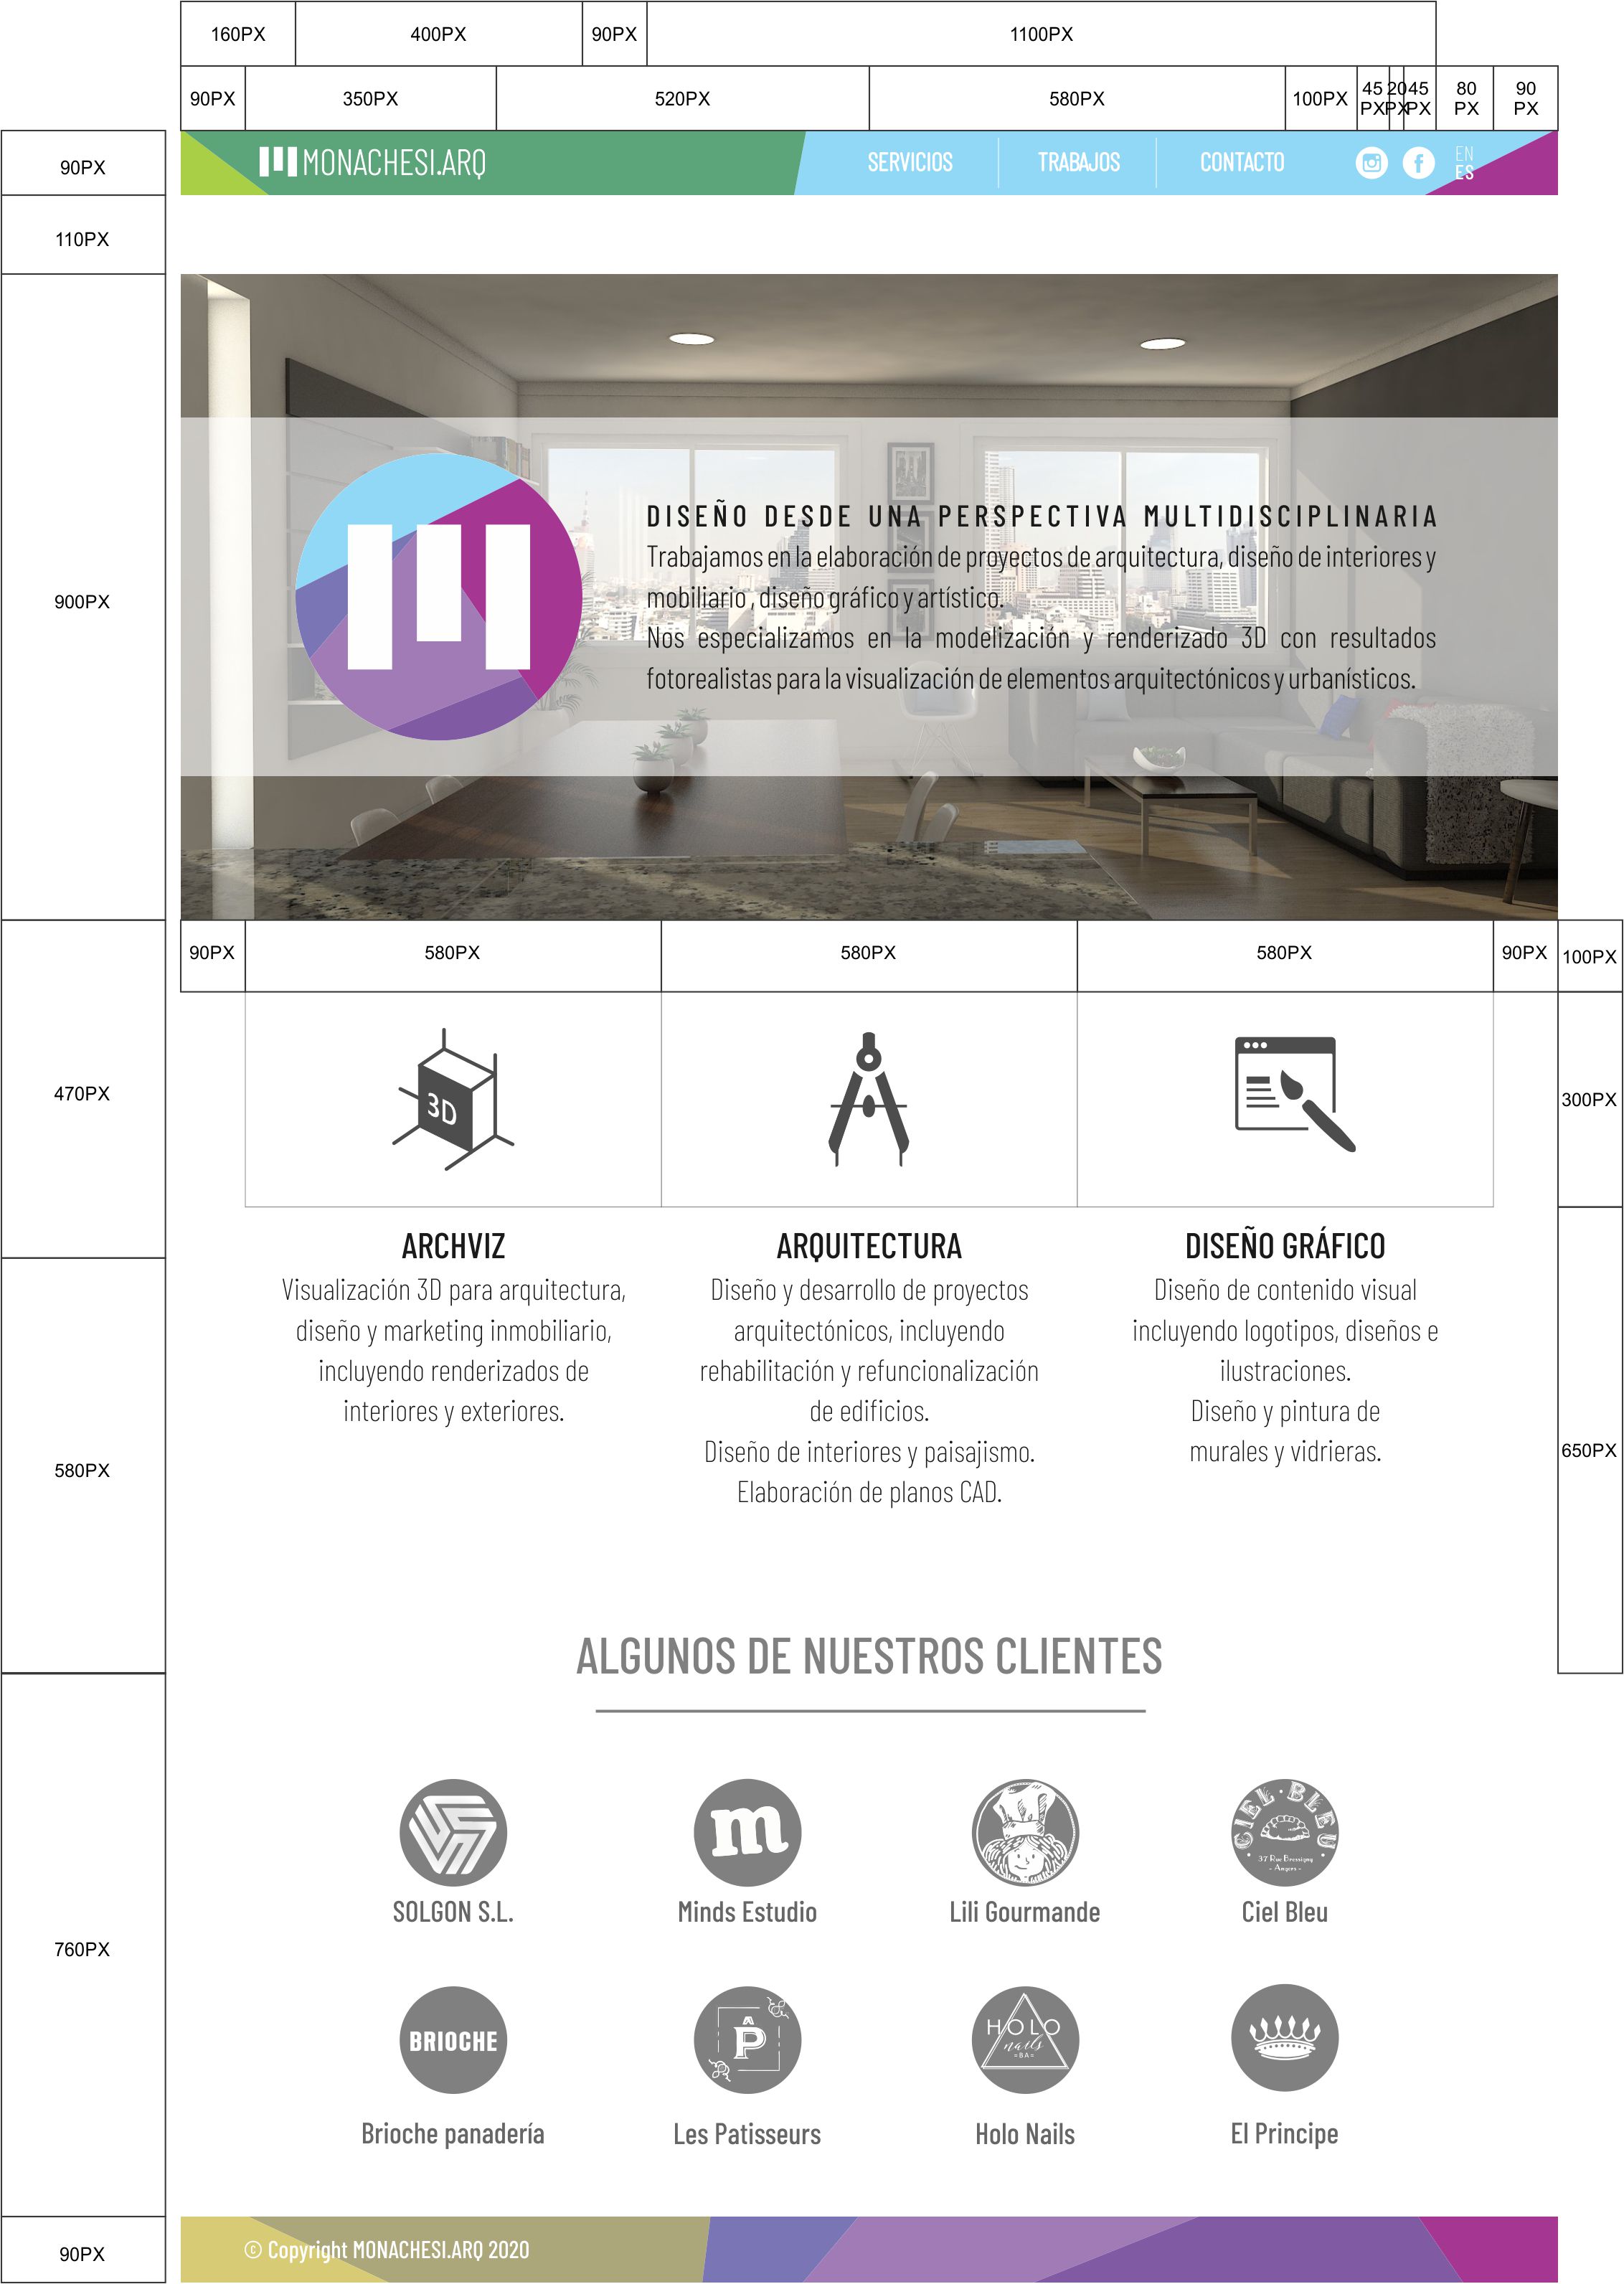 160PX 400PX 90PX 1100PX
90PX 350PX 520PX 580PX 100PX 45 PX 20 PX 45 PX 80 PX 90 PX
90PX
MONACHESI.ARQ SERVICIOS TRABAJOS CONTACTO EN
ES
110PX
900PX
DISEÑO DESDE UNA PERSPECTIVA MULTIDISCIPLINARIA
Trabajamos en la elaboración de proyectos de arquitectura, diseño de interiores y
mobiliario , diseño gráfico y artístico.
Nos especializamos en la modelización y renderizado 3D con resultados
fotorealistas para la visualización de elementos arquitectónicos y urbanísticos.
90PX 580PX 580PX 580PX 90PX 100PX
470PX
300PX
3D
ARCHVIZ
Visualización 3D para arquitectura,
diseño y marketing inmobiliario,
incluyendo renderizados de
interiores y exteriores.
ARQUITECTURA
Diseño y desarrollo de proyectos
arquitectónicos, incluyendo
rehabilitación y refuncionalización
de edificios.
Diseño de interiores y paisajismo.
Elaboración de planos CAD.
DISEÑO GRÁFICO
Diseño de contenido visual
incluyendo logotipos, diseños e
ilustraciones.
Diseño y pintura de
murales y vidrieras.
580PX
650PX
ALGUNOS DE NUESTROS CLIENTES
760PX
m
CIEL · BLEU
37 Rue Bressigny
- Angers -
SOLGON S.L. Minds Estudio Lili Gourmande Ciel Bleu
BRIOCHE
P
HOLO
nails
=BA=
Brioche panadería Les Patisseurs Holo Nails El Principe
90PX
© Copyright MONACHESI.ARQ 2020